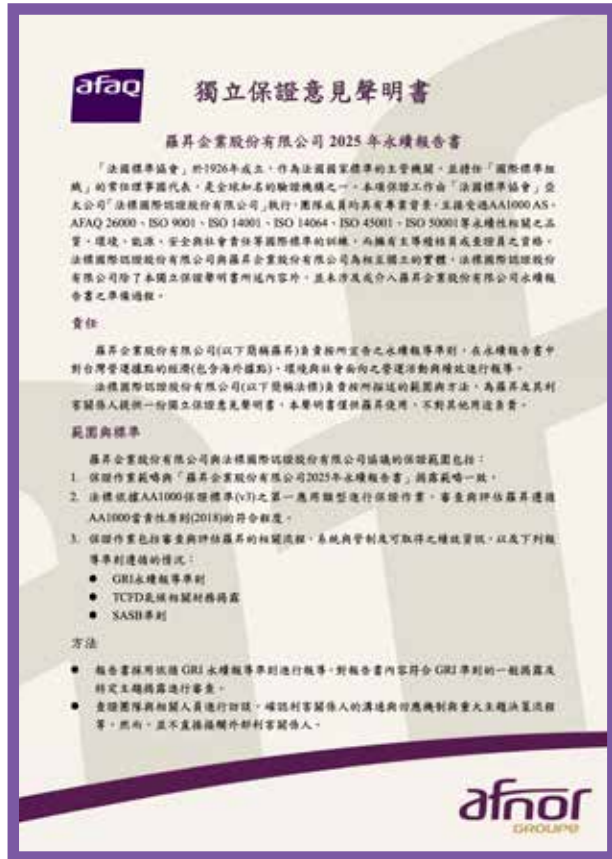 afaq
獨立保證意見聲明書
羅昇企業股份有限公司 2025 年永續報告書
「法國標準協會」於1926年成立，作為法國國家標準的主管機關，並擔任「國際標準組
織」的常任理事國代表，是全球知名的驗證機構之一。本項保證工作由「法國標準協會」亞
太公司「法標國際認證股份有限公司」執行，團隊成員均具有專業背景，且接受過AA1000 AS、
AFAQ 26000、ISO 9001、ISO 14001、ISO 14064、ISO 45001、ISO 50001等永續性相關之品
質、環境、能源、安全與社會責任等國際標準的訓練，而擁有主導稽核員或查證員之資格。
法標國際認證股份有限公司與羅昇企業股份有限公司為相互獨立的實體，法標國際認證股份
有限公司除了本獨立保證聲明書所述內容外，並未涉及或介入羅昇企業股份有限公司永續報
告書之準備過程。
責任
羅昇企業股份有限公司(以下簡稱羅昇)負責按所宣告之永續報導準則，在永續報告書中
對台灣營運據點的經濟(包含海外據點)、環境與社會面向之營運活動與績效進行報導。
法標國際認證股份有限公司(以下簡稱法標)負責按所描述的範圍與方法，為羅昇及其利
害關係人提供一份獨立保證意見聲明書。本聲明書僅供羅昇使用，不對其他用途負責。
範圍與標準
羅昇企業股份有限公司與法標國際認證股份有限公司協議的保證範圍包括：
1. 保證作業範疇與「羅昇企業股份有限公司2025年永續報告書」揭露範疇一致。
2. 法標依據AA1000保證標準(v3)之第一應用類型進行保證作業，審查與評估羅昇遵循
AA1000當責性原則(2018)的符合程度。
3. 保證作業包括審查與評估羅昇的相關流程、系統與管制及可取得之績效資訊，以及下列報
導準則遵循的情況：
● GRI永續報導準則
● TCFD氣候相關財務揭露
● SASB準則
方法
● 報告書採用依循 GRI 永續報導準則進行報導，對報告書內容符合 GRI 準則的一般揭露及
特定主題揭露進行審查。
● 查證團隊與相關人員進行訪談，確認利害關係人的溝通與回應機制與重大主題決策流程
等，然而，並不直接接觸外部利害關係人。
afnor
GROUPE